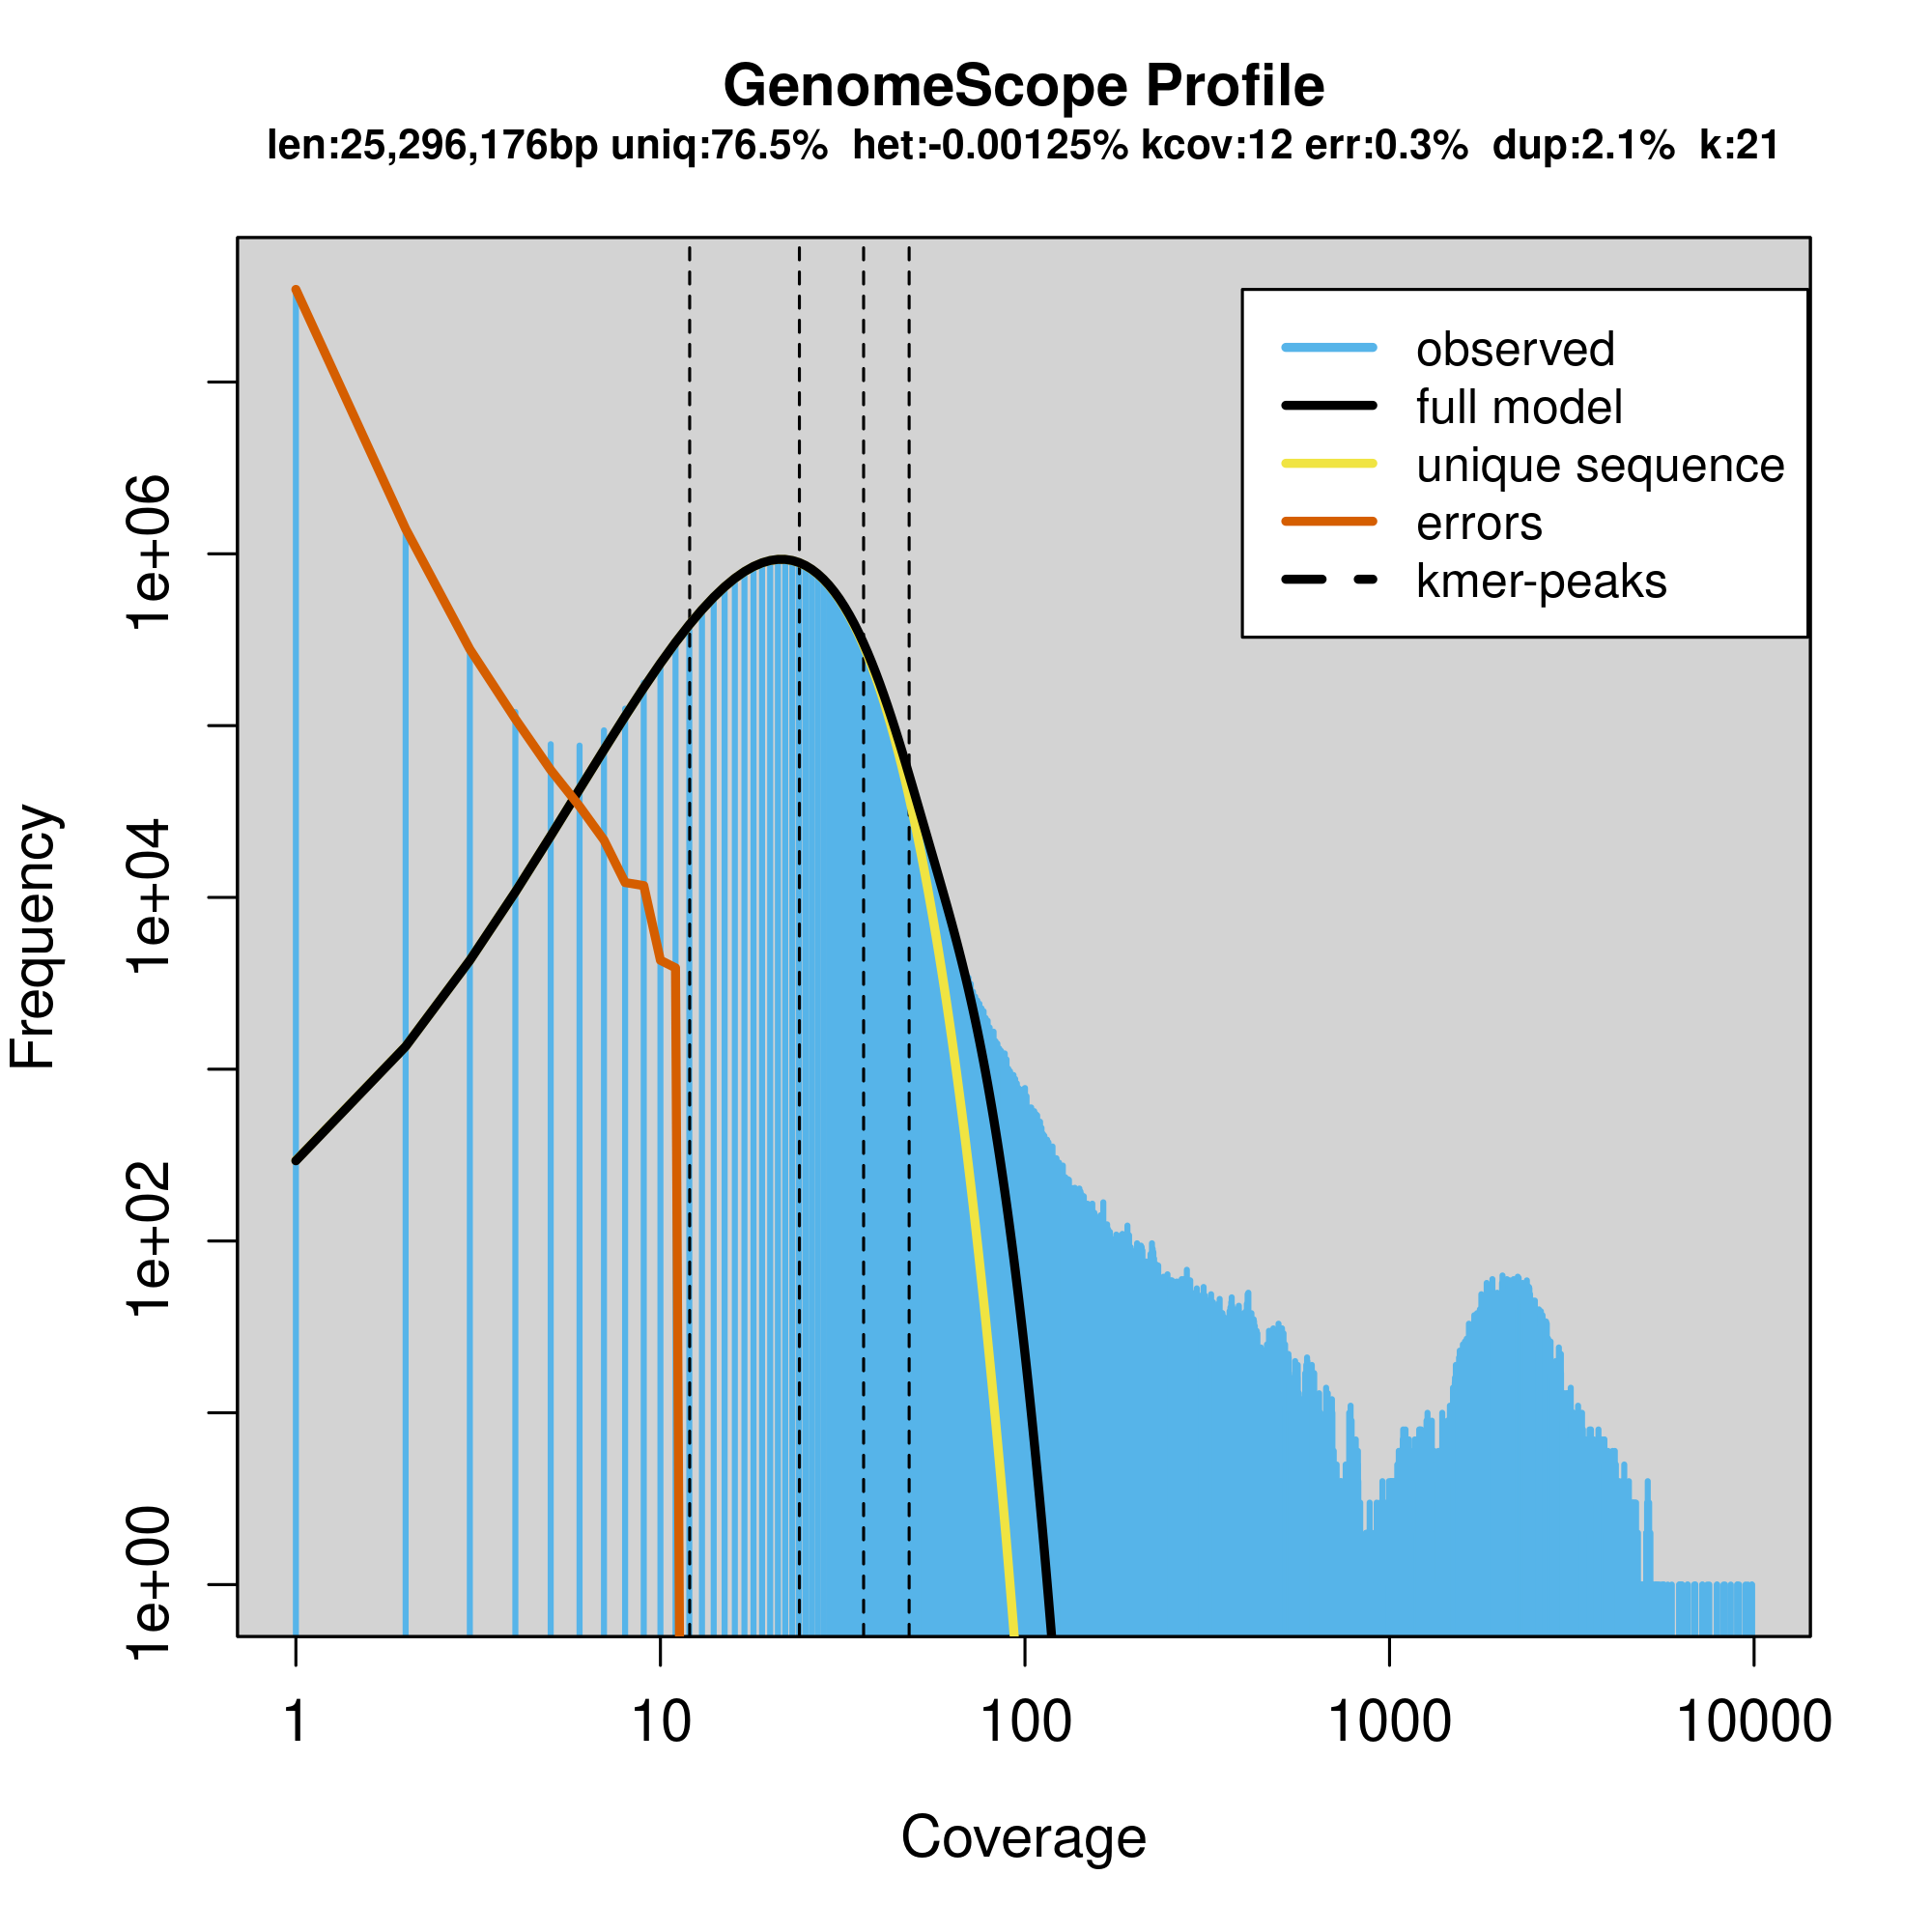 GenomeScope Profile
len:25,296,176bp uniq:76.5% het:-0.00125% kcov:12 err:0.3% dup:2.1% k:21
observed
full model
unique sequence
errors
kmer-peaks
Frequency
1e+06
1e+04
1e+02
1e+00
1 10 100 1000 10000
Coverage